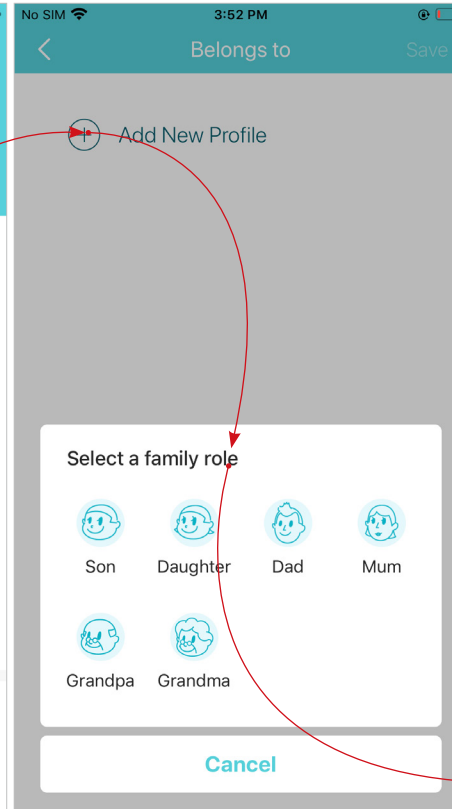 No SIM 3:52 PM
Belongs to Save
Add New Profile
Select a family role
Son Daughter Dad Mum
Grandpa Grandma
Cancel